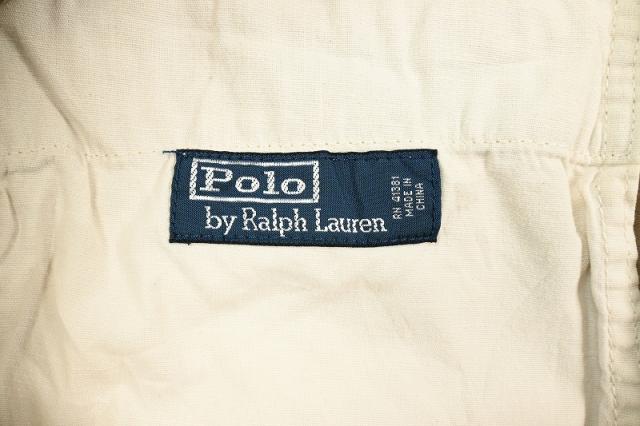 Polo
by Ralph Lauren
RN 41381
MADE IN
CHINA